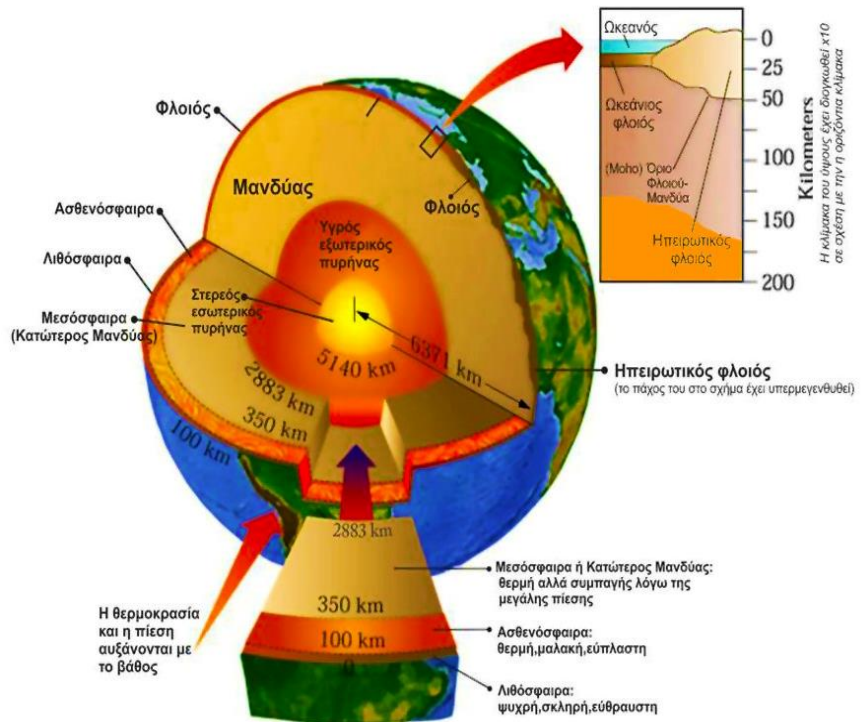 Ωκεανός
Ωκεάνιος
φλοιός
(Moho) Όριο
Φλοιού-
Μανδύα
Ηπειρωτικός
φλοιός
0
25
50
100
150
200
Kilometers
Η κλίμακα του ύψους έχει διογκωθεί x10
σε σχέση με την η οριζόντια κλίμακα
Φλοιός
Μανδύας
Φλοιός
Ασθενόσφαιρα
Λιθόσφαιρα
Μεσόσφαιρα
(Κατώτερος Μανδύας)
Υγρός
εξωτερικός
πυρήνας
Στερεός
εσωτερικός
πυρήνας
5140 km
6371 km
2883 km
350 km
100 km
Ηπειρωτικός φλοιός
(το πάχος του στο σχήμα έχει υπερμεγενθυθεί)
2883 km
350 km
100 km
0
Μεσόσφαιρα ή Κατώτερος Μανδύας:
θερμή αλλά συμπαγής λόγω της
μεγάλης πίεσης
Ασθενόσφαιρα:
θερμή,μαλακή,εύπλαστη
Λιθόσφαιρα:
ψυχρή,σκληρή,εύθραυστη
Η θερμοκρασία
και η πίεση
αυξάνονται με
το βάθος